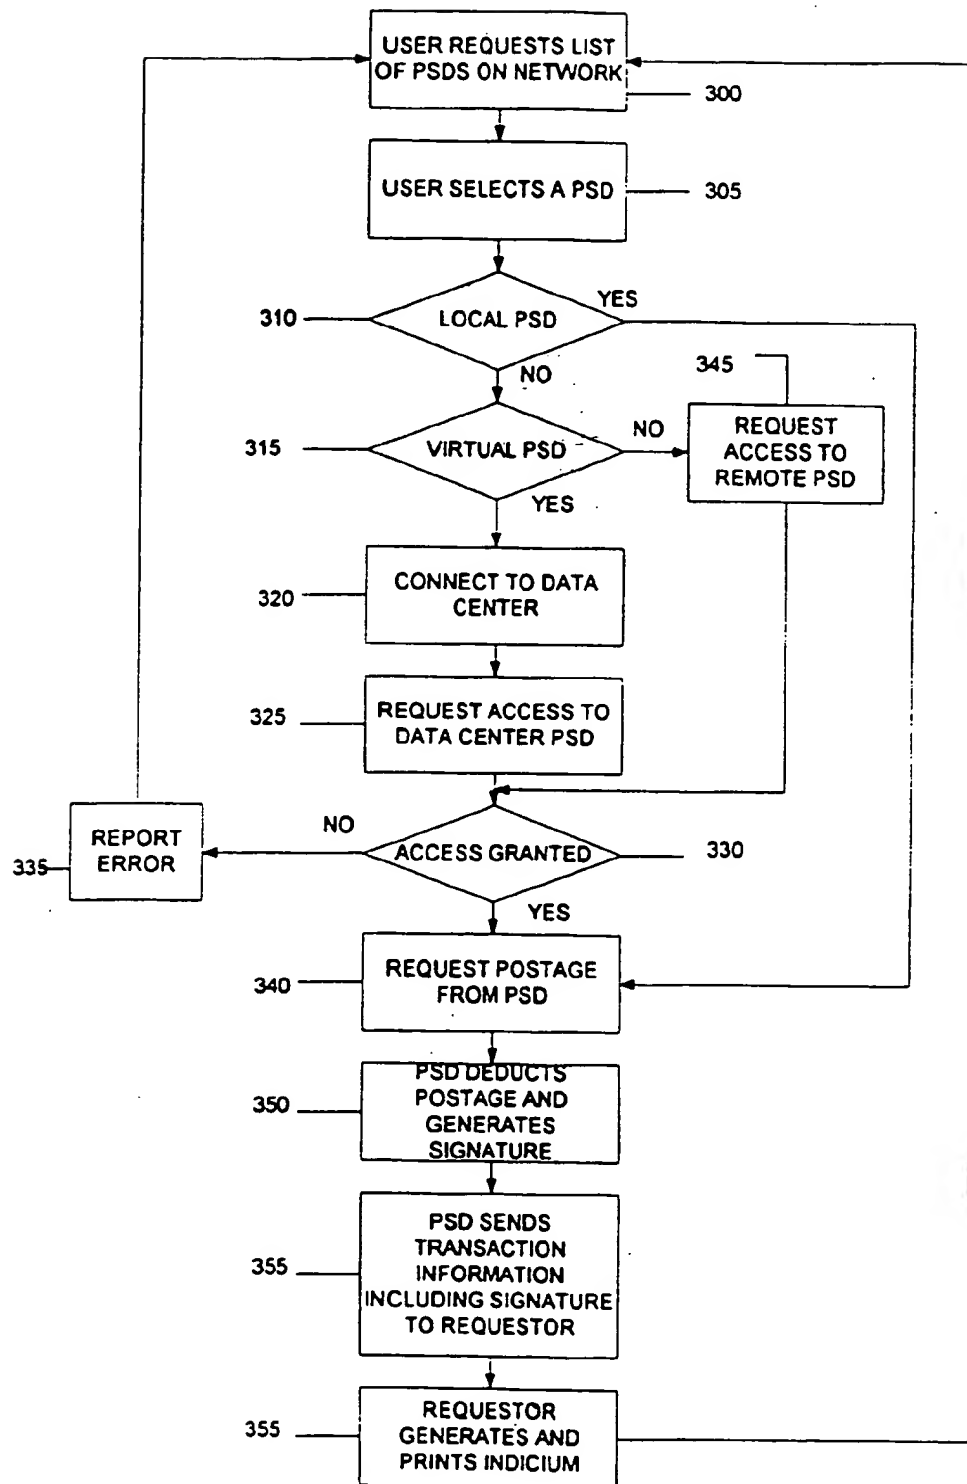 USER REQUESTS LIST
OF PSDS ON NETWORK
300
USER SELECTS A PSD
305
310
LOCAL PSD
YES
NO
345
315
VIRTUAL PSD
NO
REQUEST
ACCESS TO
REMOTE PSD
YES
320
CONNECT TO DATA
CENTER
325
REQUEST ACCESS TO
DATA CENTER PSD
NO
REPORT
ERROR
335
ACCESS GRANTED
330
YES
340
REQUEST POSTAGE
FROM PSD
350
PSD DEDUCTS
POSTAGE AND
GENERATES
SIGNATURE
355
PSD SENDS
TRANSACTION
INFORMATION
INCLUDING SIGNATURE
TO REQUESTOR
355
REQUESTOR
GENERATES AND
PRINTS INDICIUM